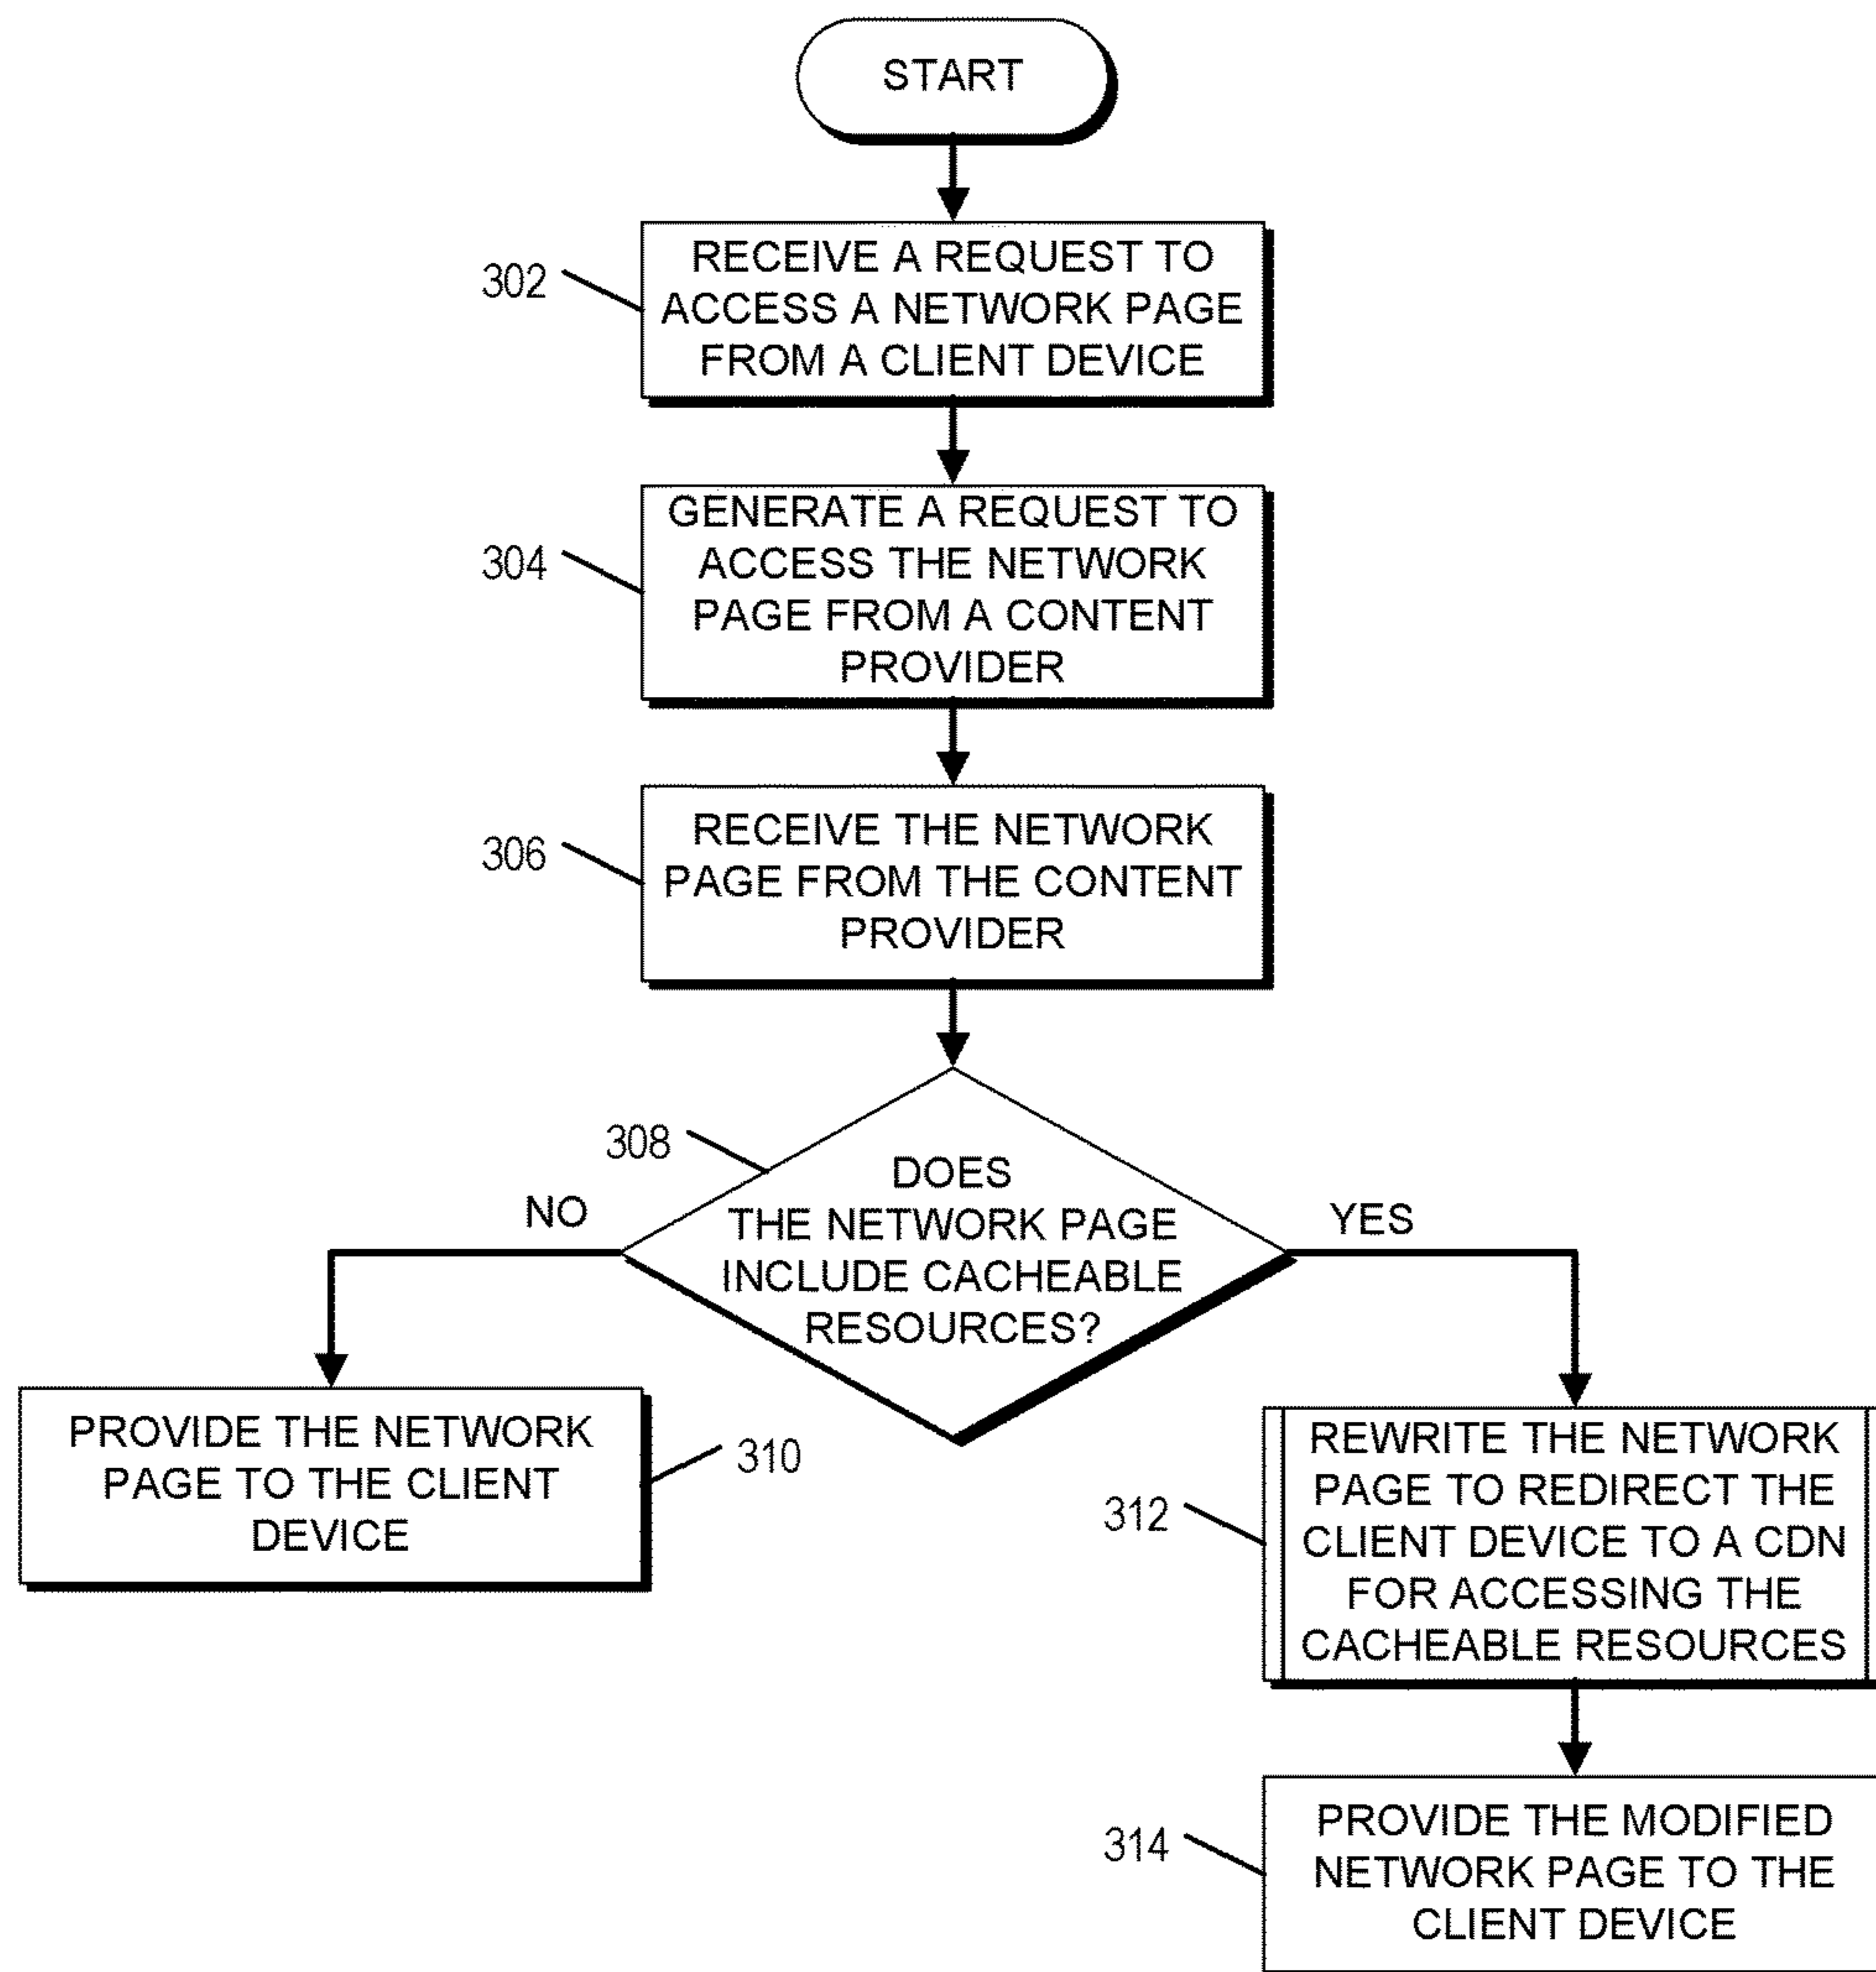 START
302
RECEIVE A REQUEST TO
ACCESS A NETWORK PAGE
FROM A CLIENT DEVICE
304
GENERATE A REQUEST TO
ACCESS THE NETWORK
PAGE FROM A CONTENT
PROVIDER
306
RECEIVE THE NETWORK
PAGE FROM THE CONTENT
PROVIDER
308
DOES
THE NETWORK PAGE
INCLUDE CACHEABLE
RESOURCES?
NO
YES
PROVIDE THE NETWORK
PAGE TO THE CLIENT
DEVICE
310
312
REWRITE THE NETWORK
PAGE TO REDIRECT THE
CLIENT DEVICE TO A CDN
FOR ACCESSING THE
CACHEABLE RESOURCES
314
PROVIDE THE MODIFIED
NETWORK PAGE TO THE
CLIENT DEVICE